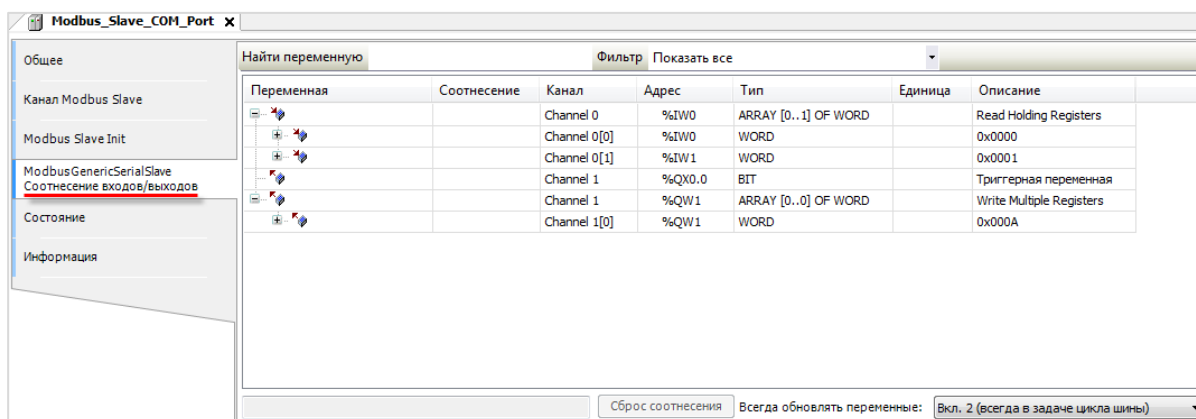 Modbus_Slave_COM_Port X
Общее
Канал Modbus Slave
Modbus Slave Init
ModbusGenericSerialSlave
Соотнесение входов/выходов
Состояние
Информация
Найти переменную Фильтр Показать все
Переменная Соотнесение Канал Адрес Тип Единица Описание
Channel 0 %IW0 ARRAY [0..1] OF WORD Read Holding Registers
Channel 0[0] %IW0 WORD 0x0000
Channel 0[1] %IW1 WORD 0x0001
Channel 1 %QX0.0 BIT Триггерная переменная
Channel 1 %QW1 ARRAY [0..0] OF WORD Write Multiple Registers
Channel 1[0] %QW1 WORD 0x000A
Сброс соотнесения Всегда обновлять переменные: Вкл. 2 (всегда в задаче цикла шины)